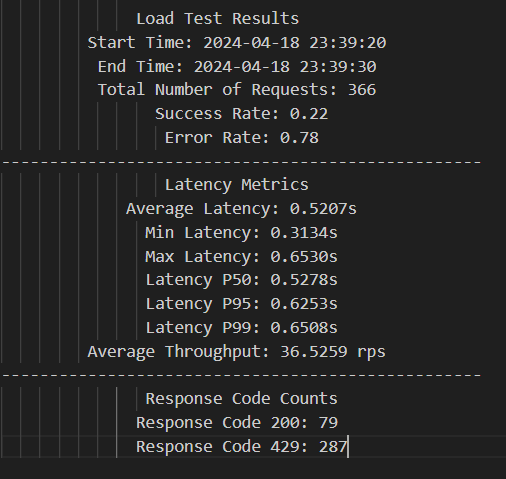 Load Test Results
Start Time: 2024-04-18 23:39:20
End Time: 2024-04-18 23:39:30
Total Number of Requests: 366
Success Rate: 0.22
Error Rate: 0.78
--------------------------------------------------
Latency Metrics
Average Latency: 0.5207s
Min Latency: 0.3134s
Max Latency: 0.6530s
Latency P50: 0.5278s
Latency P95: 0.6253s
Latency P99: 0.6508s
Average Throughput: 36.5259 rps
--------------------------------------------------
Response Code Counts
Response Code 200: 79
Response Code 429: 287